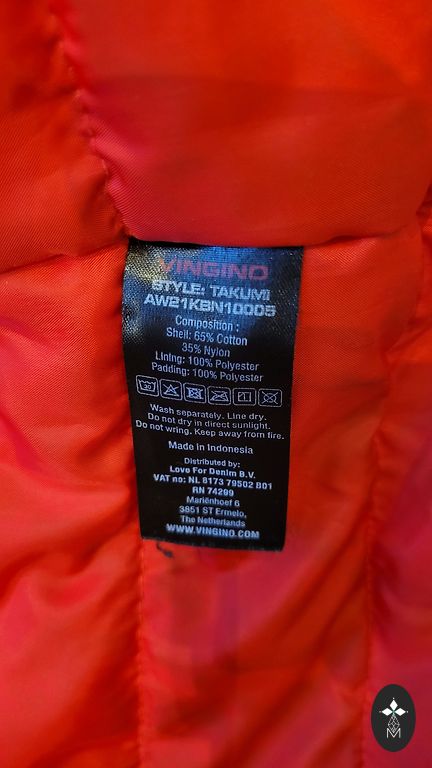 VINGINO
STYLE: TAKUMI
AW21KBN10005
Composition :
Shell: 65% Cotton
35% Nylon
Lining: 100% Polyester
Padding: 100% Polyester
30
Wash separately. Line dry.
Do not dry in direct sunlight.
Do not wring. Keep away from fire.
Made in Indonesia
Distributed by:
Love For Denim B.V.
VAT no: NL 8173 79502 B01
RN 74299
Mariënhoef 6
3851 ST Ermelo,
The Netherlands
WWW.VINGINO.COM